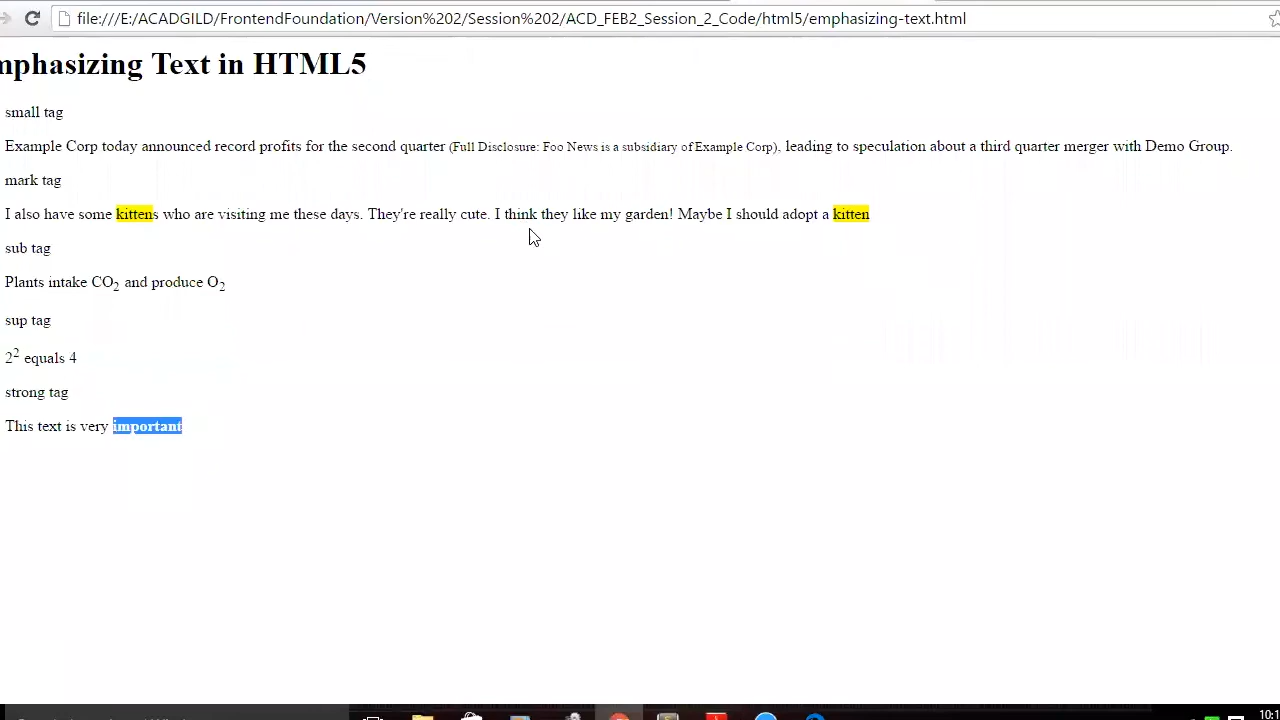 file:///E:/ACADGILD/FrontendFoundation/Version%202/Session%202/ACD_FEB2_Session_2_Code/html5/emphasizing-text.html
mphasizing Text in HTML5
small tag
Example Corp today announced record profits for the second quarter (Full Disclosure: Foo News is a subsidiary of Example Corp), leading to speculation about a third quarter merger with Demo Group.
mark tag
I also have some kittens who are visiting me these days. They're really cute. I think they like my garden! Maybe I should adopt a kitten
sub tag
Plants intake CO₂ and produce O₂
sup tag
2² equals 4
strong tag
This text is very important
10:1